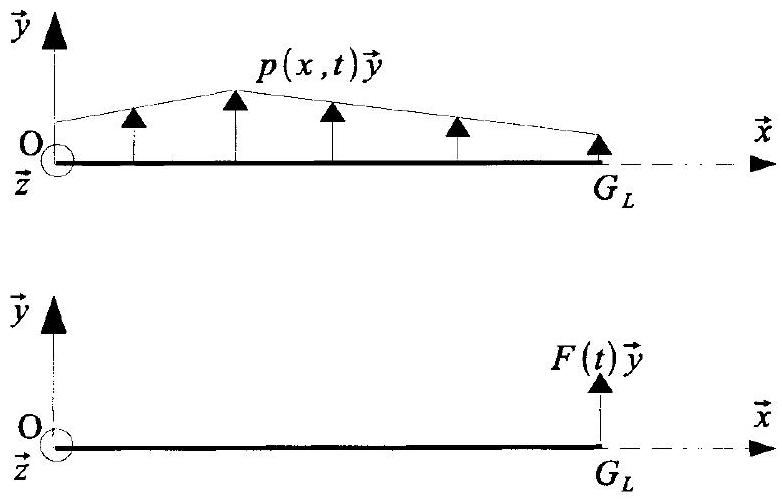 y⃗
p(x,t)y⃗
O
x⃗
z⃗
G_L
y⃗
F(t)y⃗
O
x⃗
z⃗
G_L